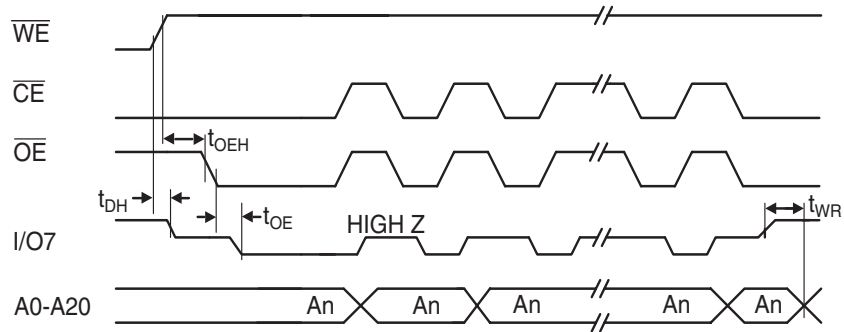 WE
CE
tOEH
OE
tDH
tOE
HIGH Z
tWR
I/O7
A0-A20 An An An An An